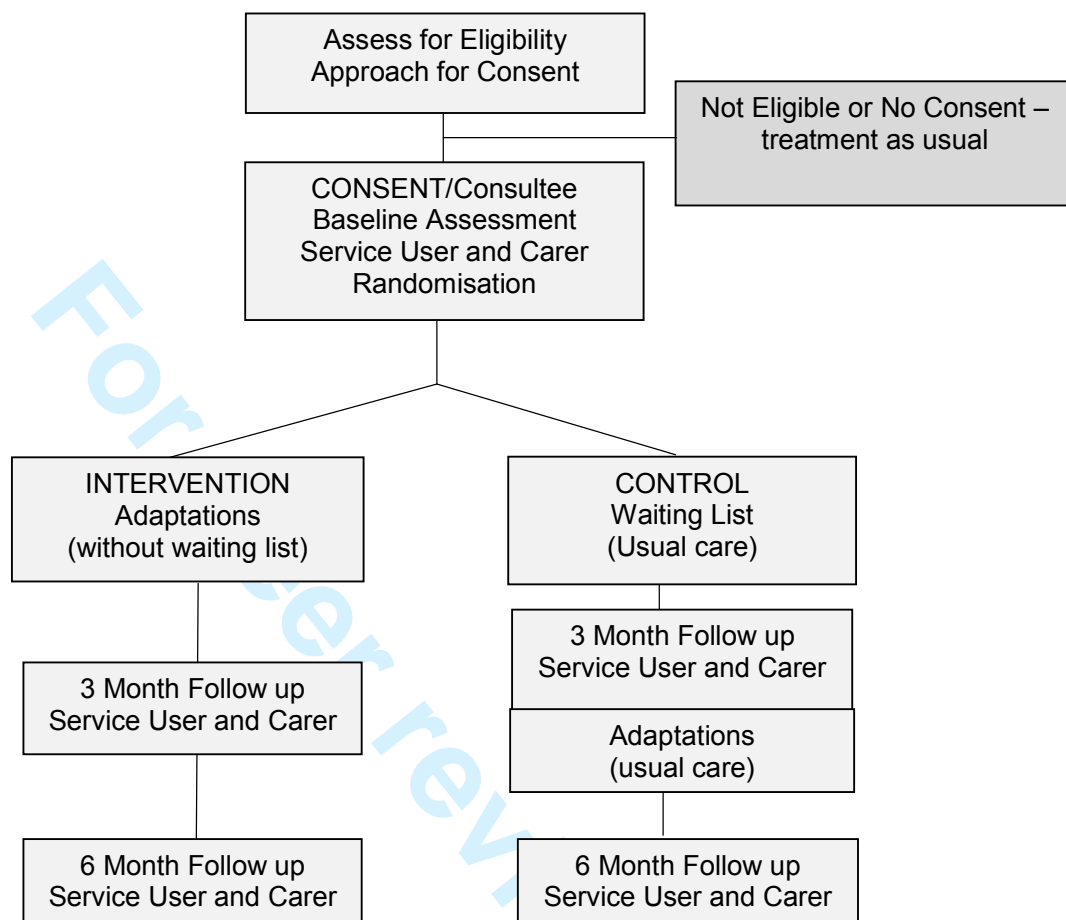 Assess for Eligibility
Approach for Consent
Not Eligible or No Consent –
treatment as usual
CONSENT/Consultee
Baseline Assessment
Service User and Carer
Randomisation
INTERVENTION
Adaptations
(without waiting list)
CONTROL
Waiting List
(Usual care)
3 Month Follow up
Service User and Carer
3 Month Follow up
Service User and Carer
Adaptations
(usual care)
6 Month Follow up
Service User and Carer
6 Month Follow up
Service User and Carer
For